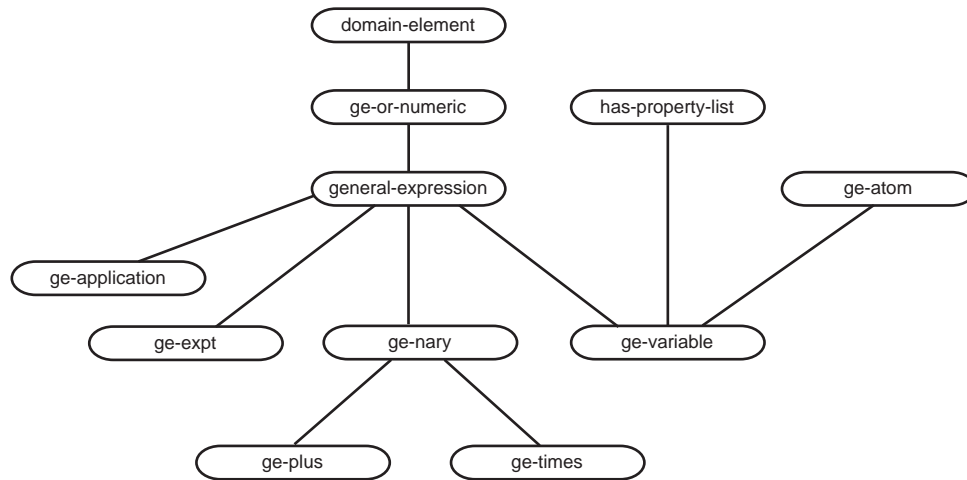 domain-element
ge-or-numeric
has-property-list
general-expression
ge-atom
ge-application
ge-expt
ge-nary
ge-variable
ge-plus
ge-times